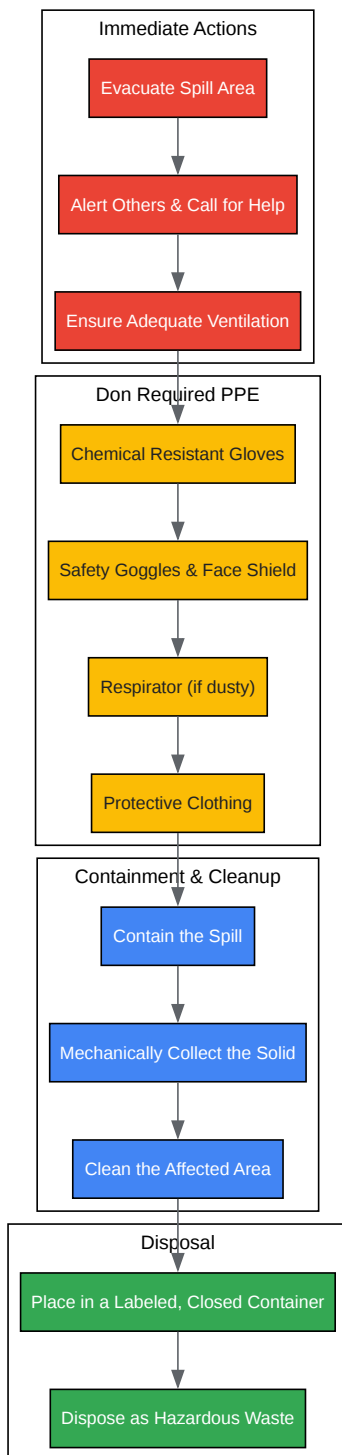 Immediate Actions
Evacuate Spill Area
Alert Others & Call for Help
Ensure Adequate Ventilation
Don Required PPE
Chemical Resistant Gloves
Safety Goggles & Face Shield
Respirator (if dusty)
Protective Clothing
Containment & Cleanup
Contain the Spill
Mechanically Collect the Solid
Clean the Affected Area
Disposal
Place in a Labeled, Closed Container
Dispose as Hazardous Waste